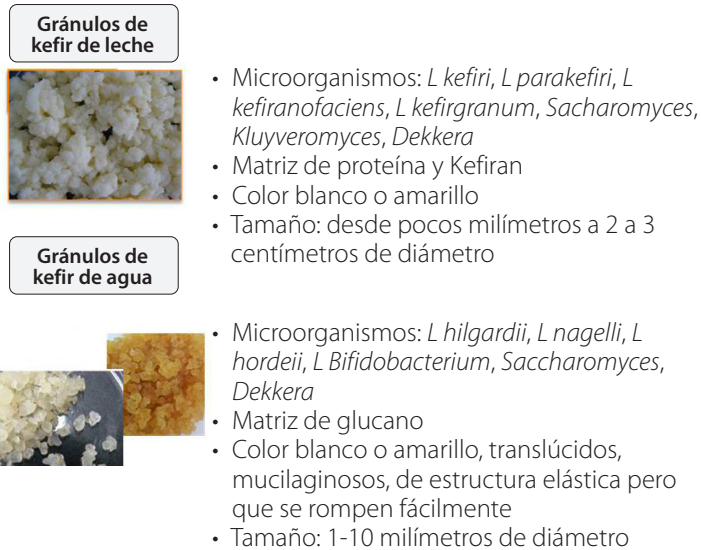 Gránulos de
kefir de leche
• Microorganismos: L kefiri, L parakefiri, L
kefiranofaciens, L kefirgranum, Sacharomyces,
Kluyveromyces, Dekkera
• Matriz de proteína y Kefiran
• Color blanco o amarillo
• Tamaño: desde pocos milímetros a 2 a 3
centímetros de diámetro
Gránulos de
kefir de agua
• Microorganismos: L hilgardii, L nagelli, L
hordeii, L Bifidobacterium, Saccharomyces,
Dekkera
• Matriz de glucano
• Color blanco o amarillo, translúcidos,
mucilaginosos, de estructura elástica pero
que se rompen fácilmente
• Tamaño: 1-10 milímetros de diámetro